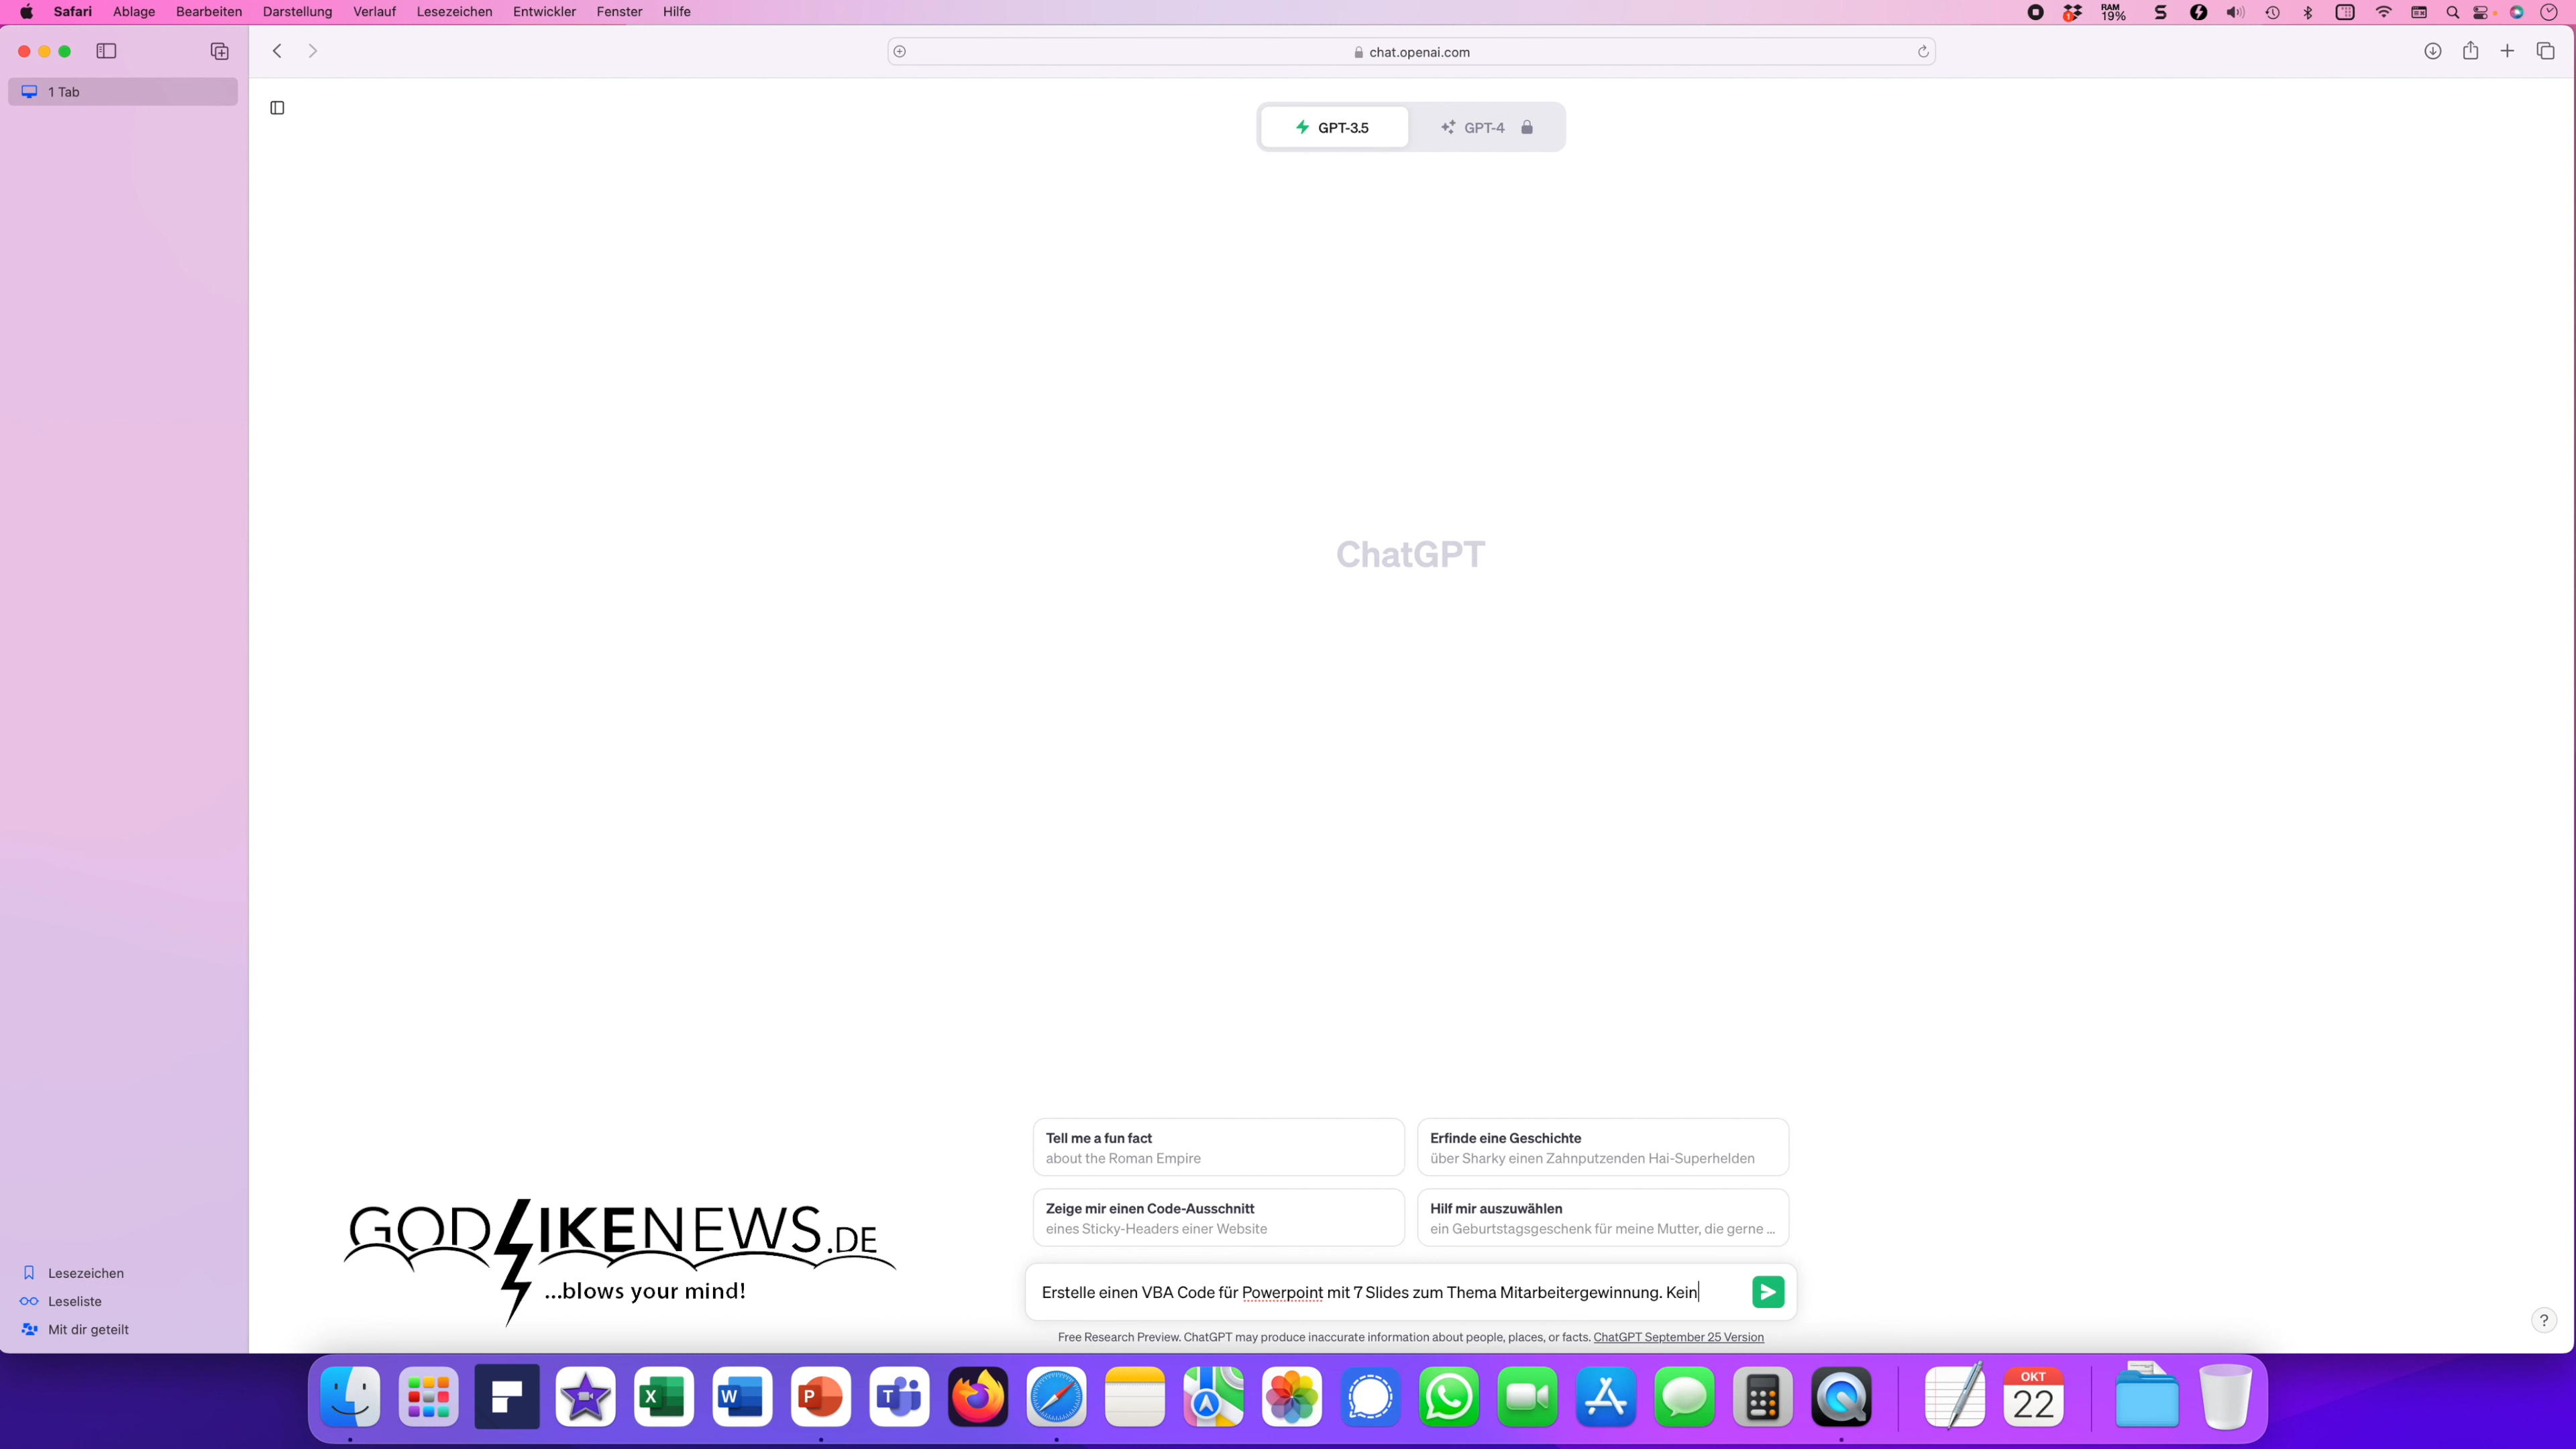 Safari Ablage Bearbeiten Darstellung Verlauf Lesezeichen Entwickler Fenster Hilfe
RAM
19%
1
chat.openai.com
1 Tab
GPT-3.5
GPT-4
ChatGPT
Tell me a fun fact
about the Roman Empire
Erfinde eine Geschichte
über Sharky einen Zahnputzenden Hai-Superhelden
Zeige mir einen Code-Ausschnitt
eines Sticky-Headers einer Website
Hilf mir auszuwählen
ein Geburtstagsgeschenk für meine Mutter, die gerne ...
GODLIKENEWS.DE
...blows your mind!
Erstelle einen VBA Code für Powerpoint mit 7 Slides zum Thema Mitarbeitergewinnung. Kein
Free Research Preview. ChatGPT may produce inaccurate information about people, places, or facts. ChatGPT September 25 Version
?
Lesezeichen
Leseliste
Mit dir geteilt
X
W
P
T
OKT
22